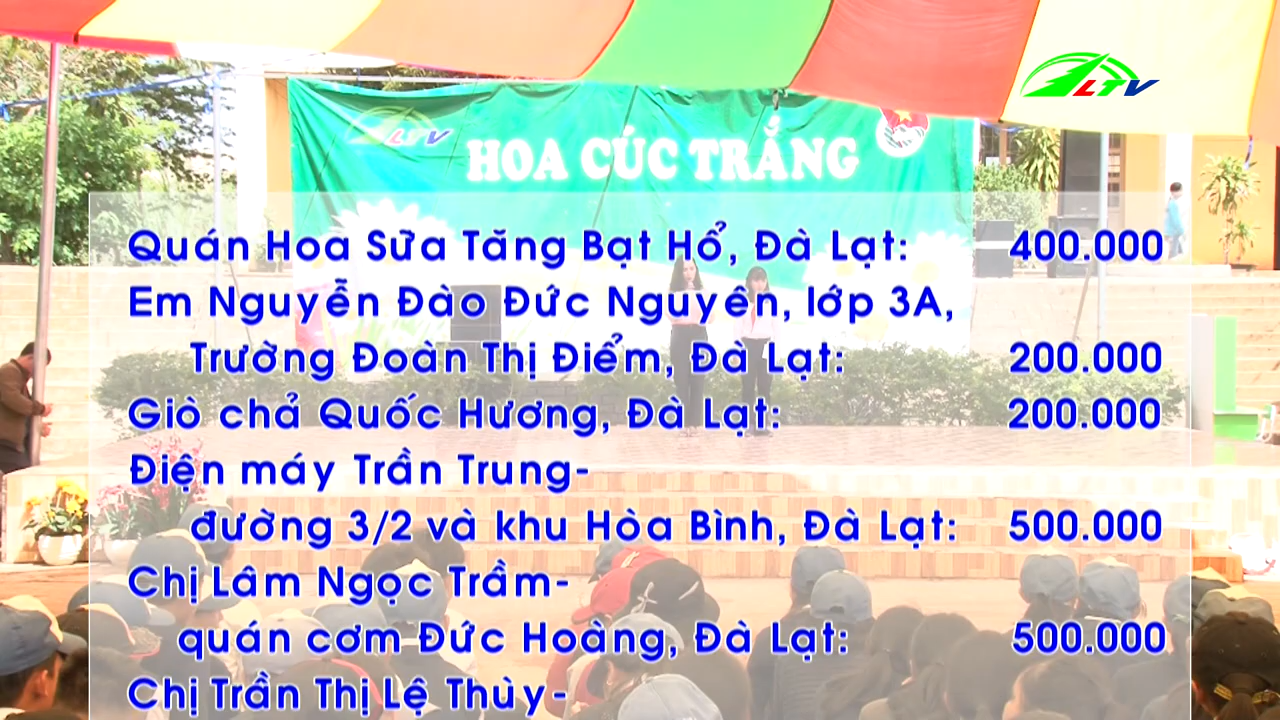 LTV
LTV
HOA CÚC TRẮNG
Quán Hoa Sữa Tăng Bạt Hổ, Đà Lạt: 400.000
Em Nguyễn Đào Đức Nguyên, lớp 3A,
Trường Đoàn Thị Điểm, Đà Lạt: 200.000
Giò chả Quốc Hương, Đà Lạt: 200.000
Điện máy Trần Trung-
đường 3/2 và khu Hòa Bình, Đà Lạt: 500.000
Chị Lâm Ngọc Trầm-
quán cơm Đức Hoàng, Đà Lạt: 500.000
Chị Trần Thị Lệ Thùy-